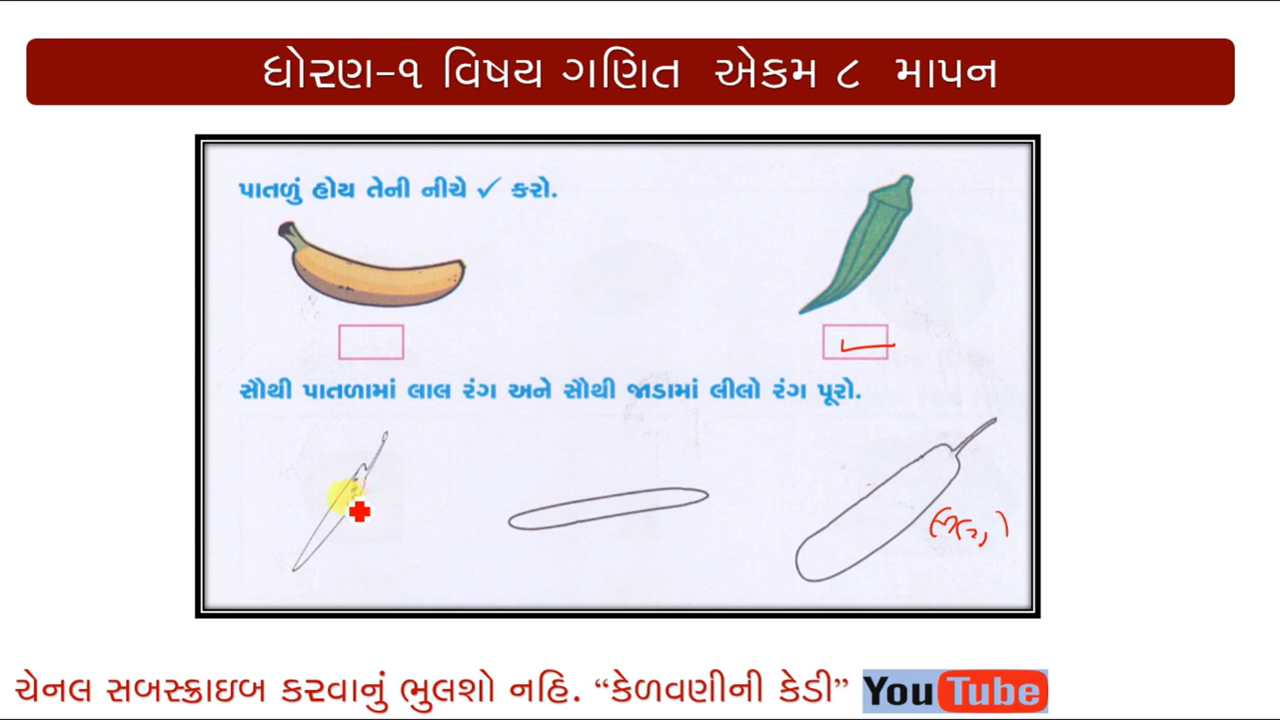 ધોરણ-૧ વિષય ગણિત એકમ ૮ માપન
પાતળું હોય તેની નીચે ✓ કરો.
સૌથી પાતળામાં લાલ રંગ અને સૌથી જાડામાં લીલો રંગ પૂરો.
ચેનલ સબસ્ક્રાઇબ કરવાનું ભુલશો નહિ. “કેળવણીની કેડી” YouTube